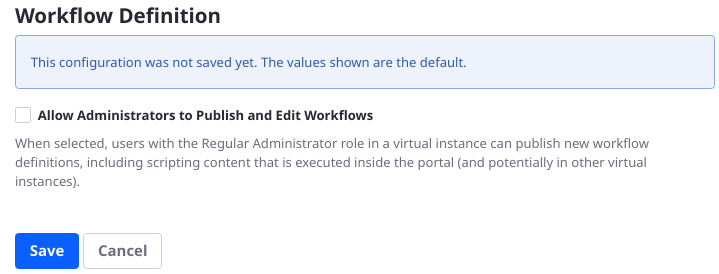 Workflow Definition
This configuration was not saved yet. The values shown are the default.
Allow Administrators to Publish and Edit Workflows
When selected, users with the Regular Administrator role in a virtual instance can publish new workflow
definitions, including scripting content that is executed inside the portal (and potentially in other virtual
instances).
Save Cancel